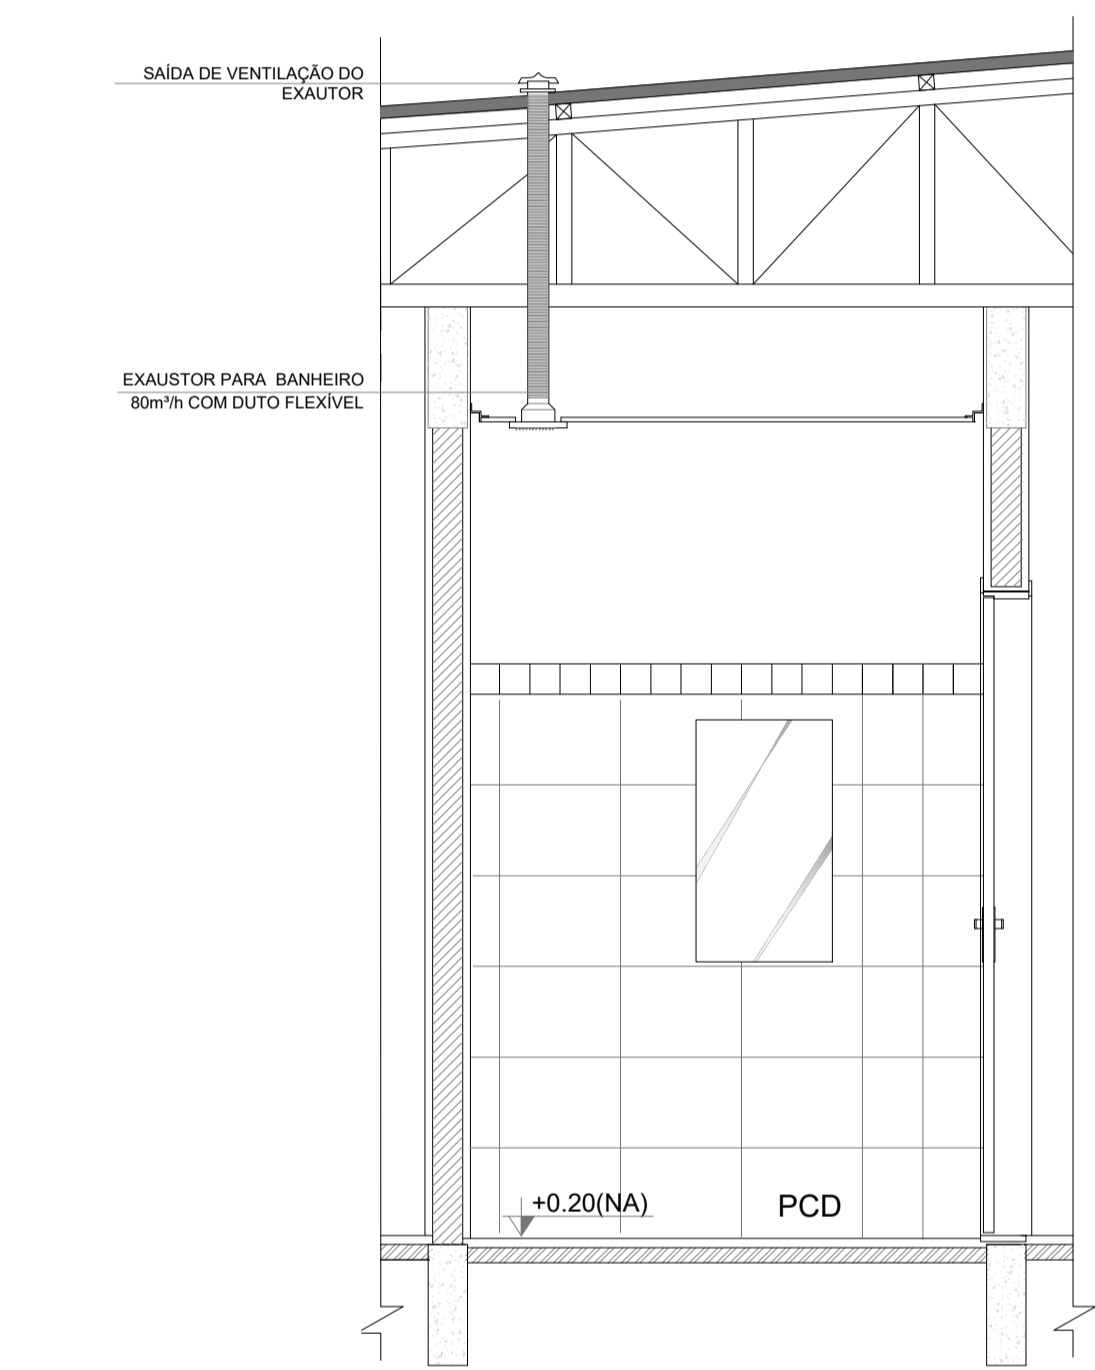 SAÍDA DE VENTILAÇÃO DO
EXAUTOR
EXAUSTOR PARA BANHEIRO
80m³/h COM DUTO FLEXÍVEL
+0.20(NA)
PCD